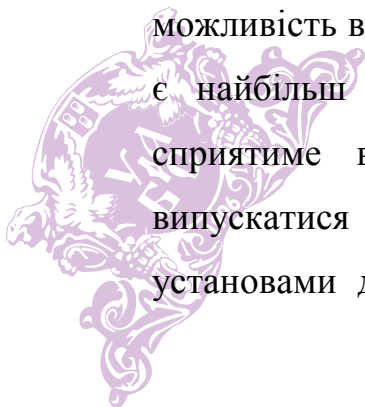 можливість в
є найбільш
сприятиме н
випускатися
установами д